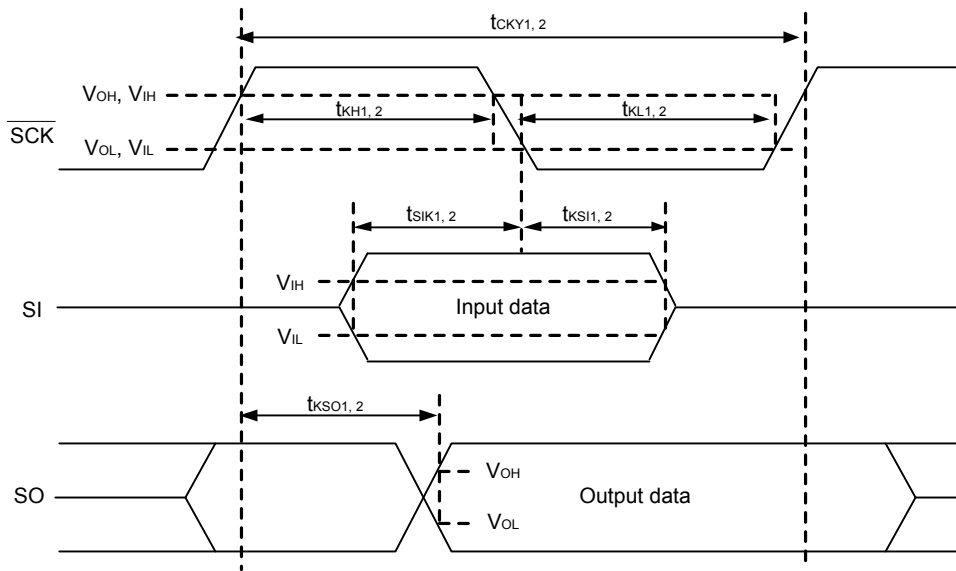 tCKY1, 2
VOH, VIH
tKH1, 2
tKL1, 2
SCK
VOL, VIL
tSIK1, 2
tKSI1, 2
VIH
SI
Input data
VIL
tKSO1, 2
VOH
SO
Output data
VOL